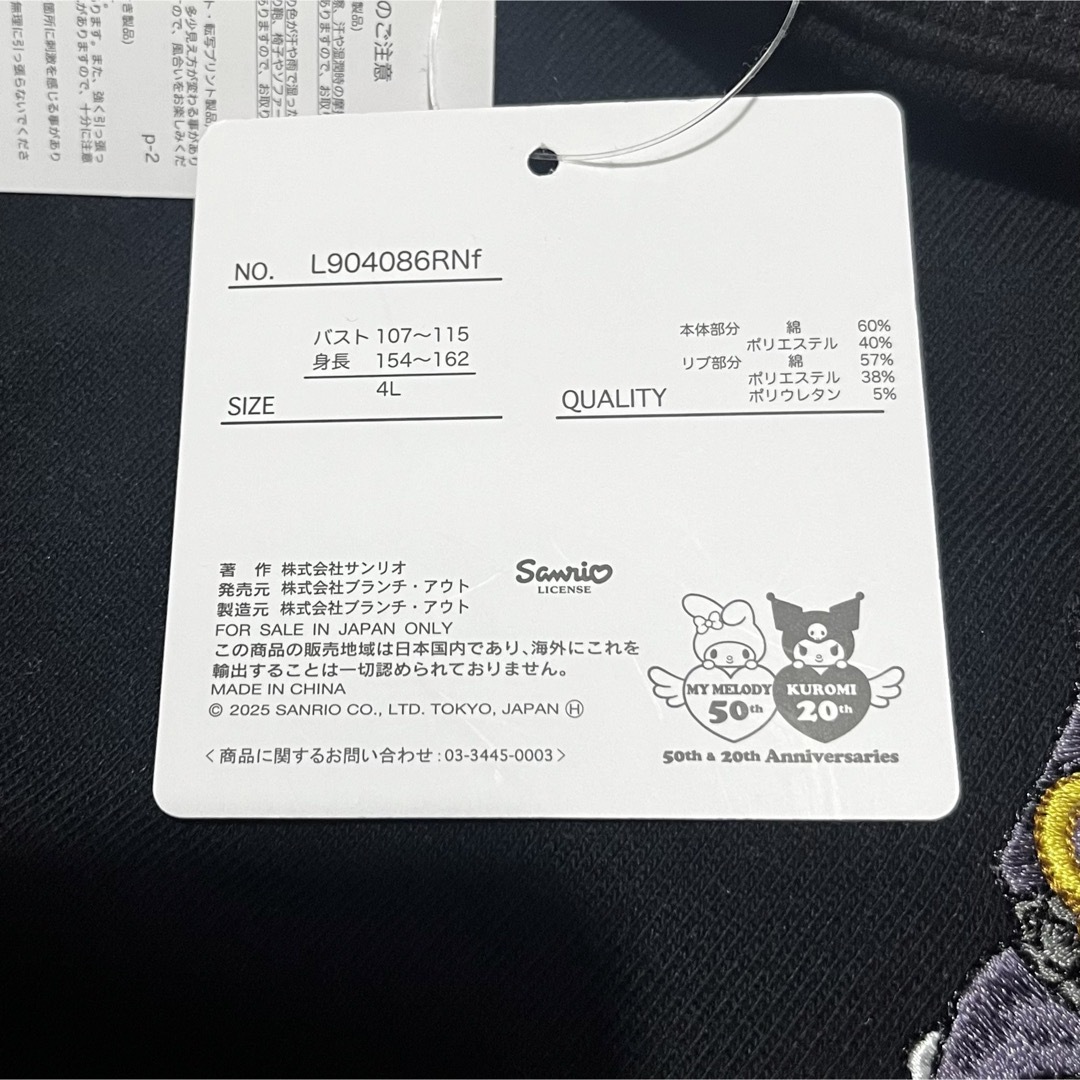 のご注意
p-2
NO. L904086RNf
バスト 107～115
身長 154～162
4L
SIZE
本体部分 綿 60%
ポリエステル 40%
リブ部分 綿 57%
ポリエステル 38%
ポリウレタン 5%
QUALITY
著 作 株式会社サンリオ
発売元 株式会社ブランチ・アウト
製造元 株式会社ブランチ・アウト
Sanrio
LICENSE
FOR SALE IN JAPAN ONLY
この商品の販売地域は日本国内であり、海外にこれを
輸出することは一切認められておりません。
MADE IN CHINA
© 2025 SANRIO CO., LTD. TOKYO, JAPAN Ⓗ
<商品に関するお問い合わせ:03-3445-0003>
MY MELODY
50th
KUROMI
20th
50th & 20th Anniversaries